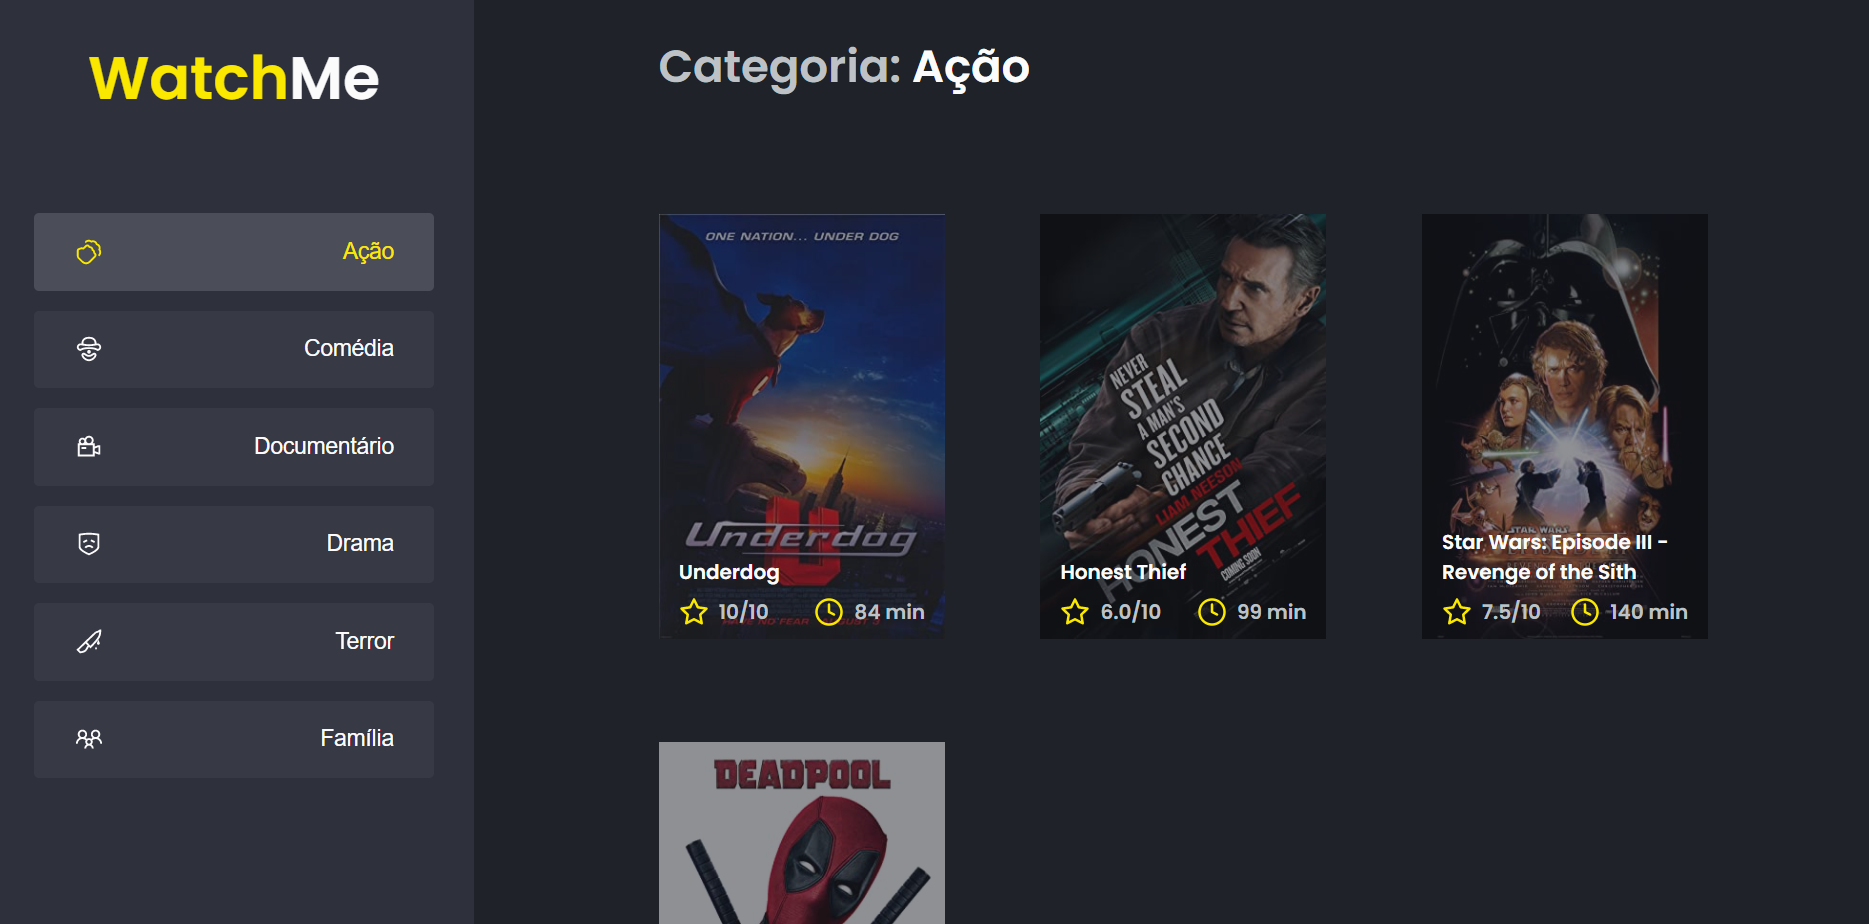 WatchMe
Ação
Comédia
Documentário
Drama
Terror
Família
Categoria: Ação
ONE NATION... UNDER DOG
Underdog
Underdog
10/10
84 min
NEVER
STEAL
A MAN'S
SECOND
CHANCE
LIAM NEESON
HONEST
THIEF
COMING SOON
Honest Thief
6.0/10
99 min
STAR WARS
Star Wars: Episode III -
Revenge of the Sith
7.5/10
140 min
DEADPOOL